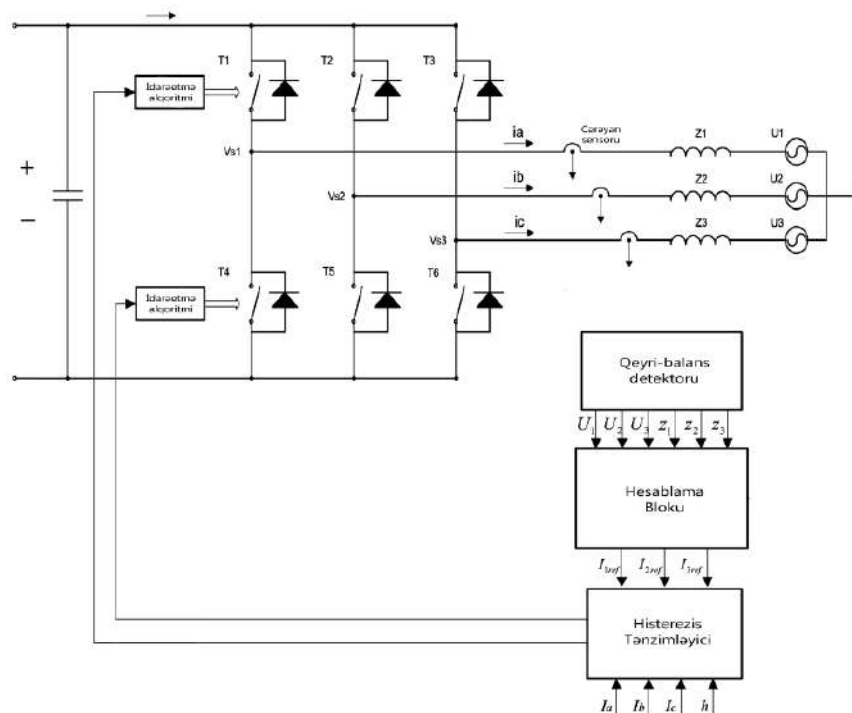 T1
T2
T3
İdarəetmə
alqoritmi
ia
Cərəyan
sensoru
Z1
U1
Vs1
+
ib
Z2
U2
Vs2
−
ic
Z3
U3
Vs3
T4
T5
T6
İdarəetmə
alqoritmi
Qeyri-balans
detektoru
U₁ U₂ U₃ z₁ z₂ z₃
Hesablama
Bloku
I₁ref I₂ref I₃ref
Histerezis
Tənzimləyici
Ia Ib Ic h